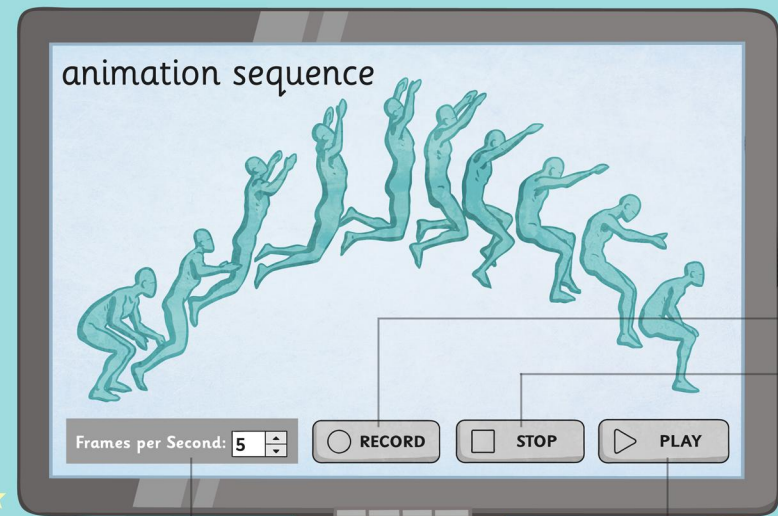 animation sequence
Frames per Second: 5
RECORD
STOP
PLAY